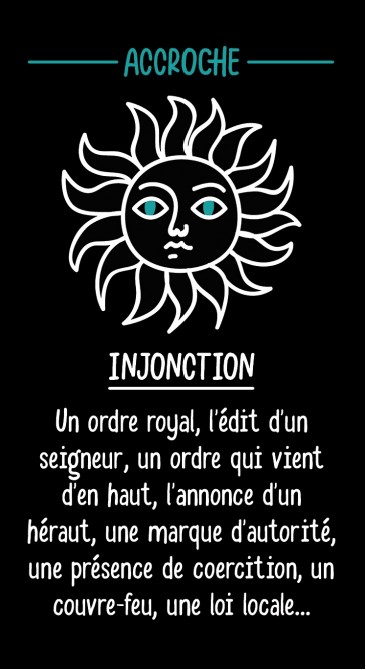 ACCROCHE
INJONCTION
Un ordre royal, l'édit d'un
seigneur, un ordre qui vient
d'en haut, l'annonce d'un
héraut, une marque d'autorité,
une présence de coercition, un
couvre-feu, une loi locale...